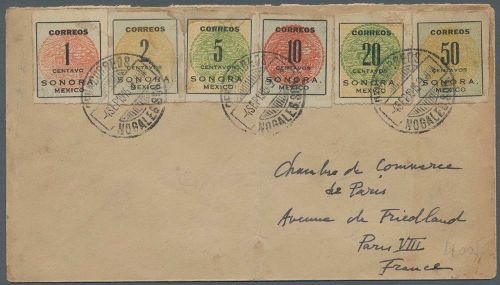 CORREOS
1
CENTAVO
SONORA.
MEXICO
CORREOS
2
CENTAVOS
SONORA.
MEXICO
CORREOS
5
CENTAVOS
SONORA.
MEXICO
CORREOS
10
CENTAVOS
SONORA.
MEXICO
CORREOS
20
CENTAVOS
SONORA.
MEXICO
CORREOS
50
CENTAVOS
SONORA.
MEXICO
NOGALES
NOGALES
NOGALES
Chambre de Commerce
de Paris
Avenue de Friedland
Paris VIII
France